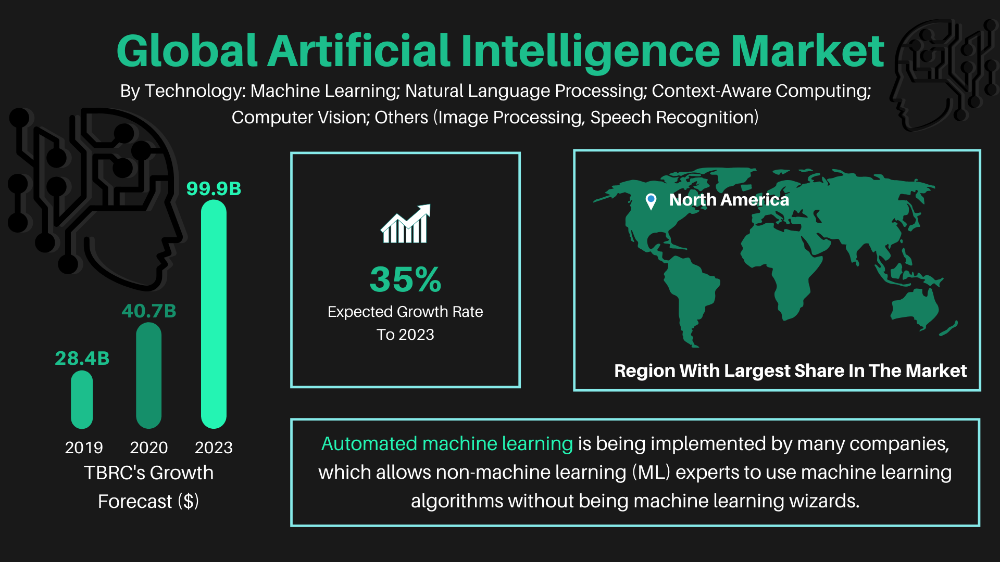 Global Artificial Intelligence Market
By Technology: Machine Learning; Natural Language Processing; Context-Aware Computing;
Computer Vision; Others (Image Processing, Speech Recognition)
99.9B
40.7B
28.4B
2019 2020 2023
TBRC's Growth
Forecast ($)
35%
Expected Growth Rate
To 2023
North America
Region With Largest Share In The Market
Automated machine learning is being implemented by many companies,
which allows non-machine learning (ML) experts to use machine learning
algorithms without being machine learning wizards.